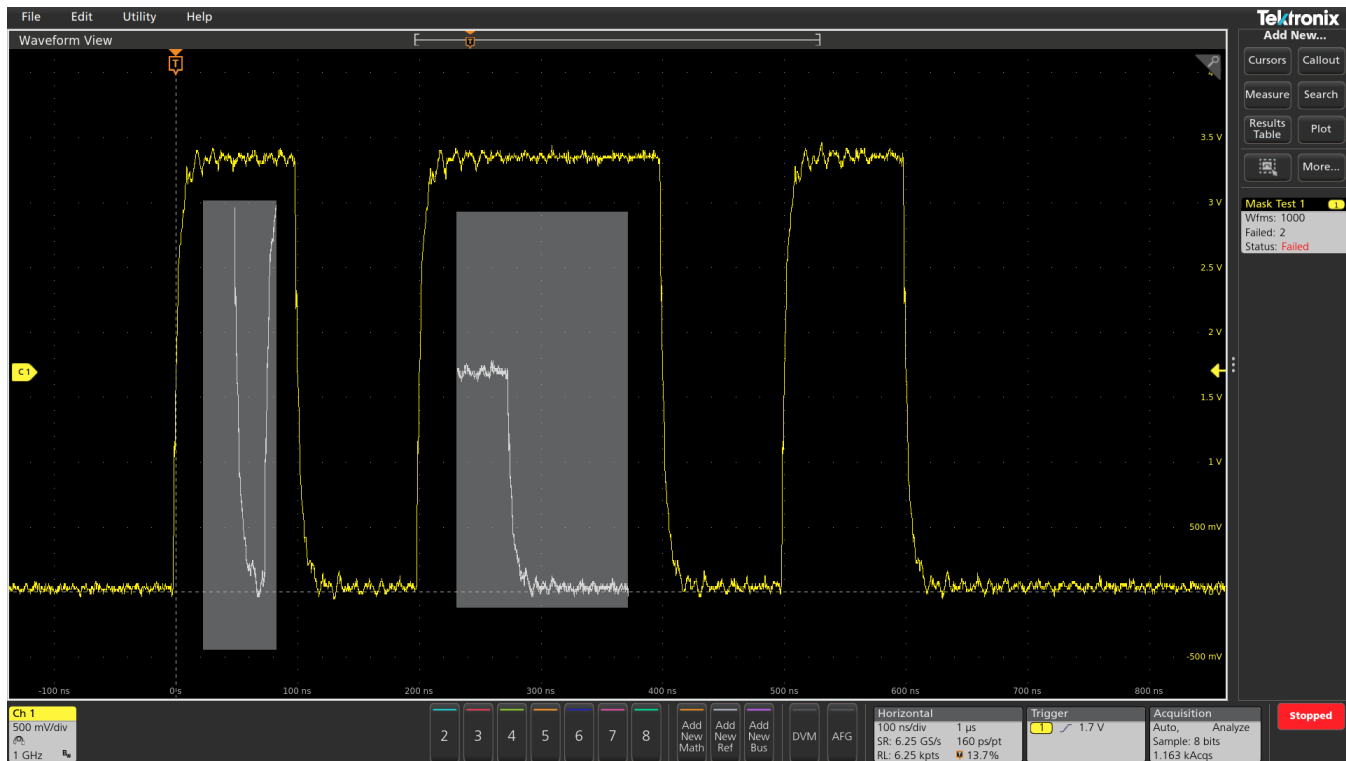 File Edit Utility Help
Tektronix
Waveform View
Add New...
T
T
Cursors Callout
Measure Search
Results Table Plot
More...
3.5 V
3 V
2.5 V
2 V
1.5 V
1 V
500 mV
0 V
-500 mV
C 1
Mask Test 1 1
Wfms: 1000
Failed: 2
Status: Failed
-100 ns 0 s 100 ns 200 ns 300 ns 400 ns 500 ns 600 ns 700 ns 800 ns
Ch 1
500 mV/div
1 GHz
2 3 4 5 6 7 8
Add New Math
Add New Ref
Add New Bus
DVM AFG
Horizontal
100 ns/div 1 µs
SR: 6.25 GS/s 160 ps/pt
RL: 6.25 kpts 13.7%
Trigger
1 1.7 V
Acquisition
Auto, Analyze
Sample: 8 bits
1.163 kAcqs
Stopped